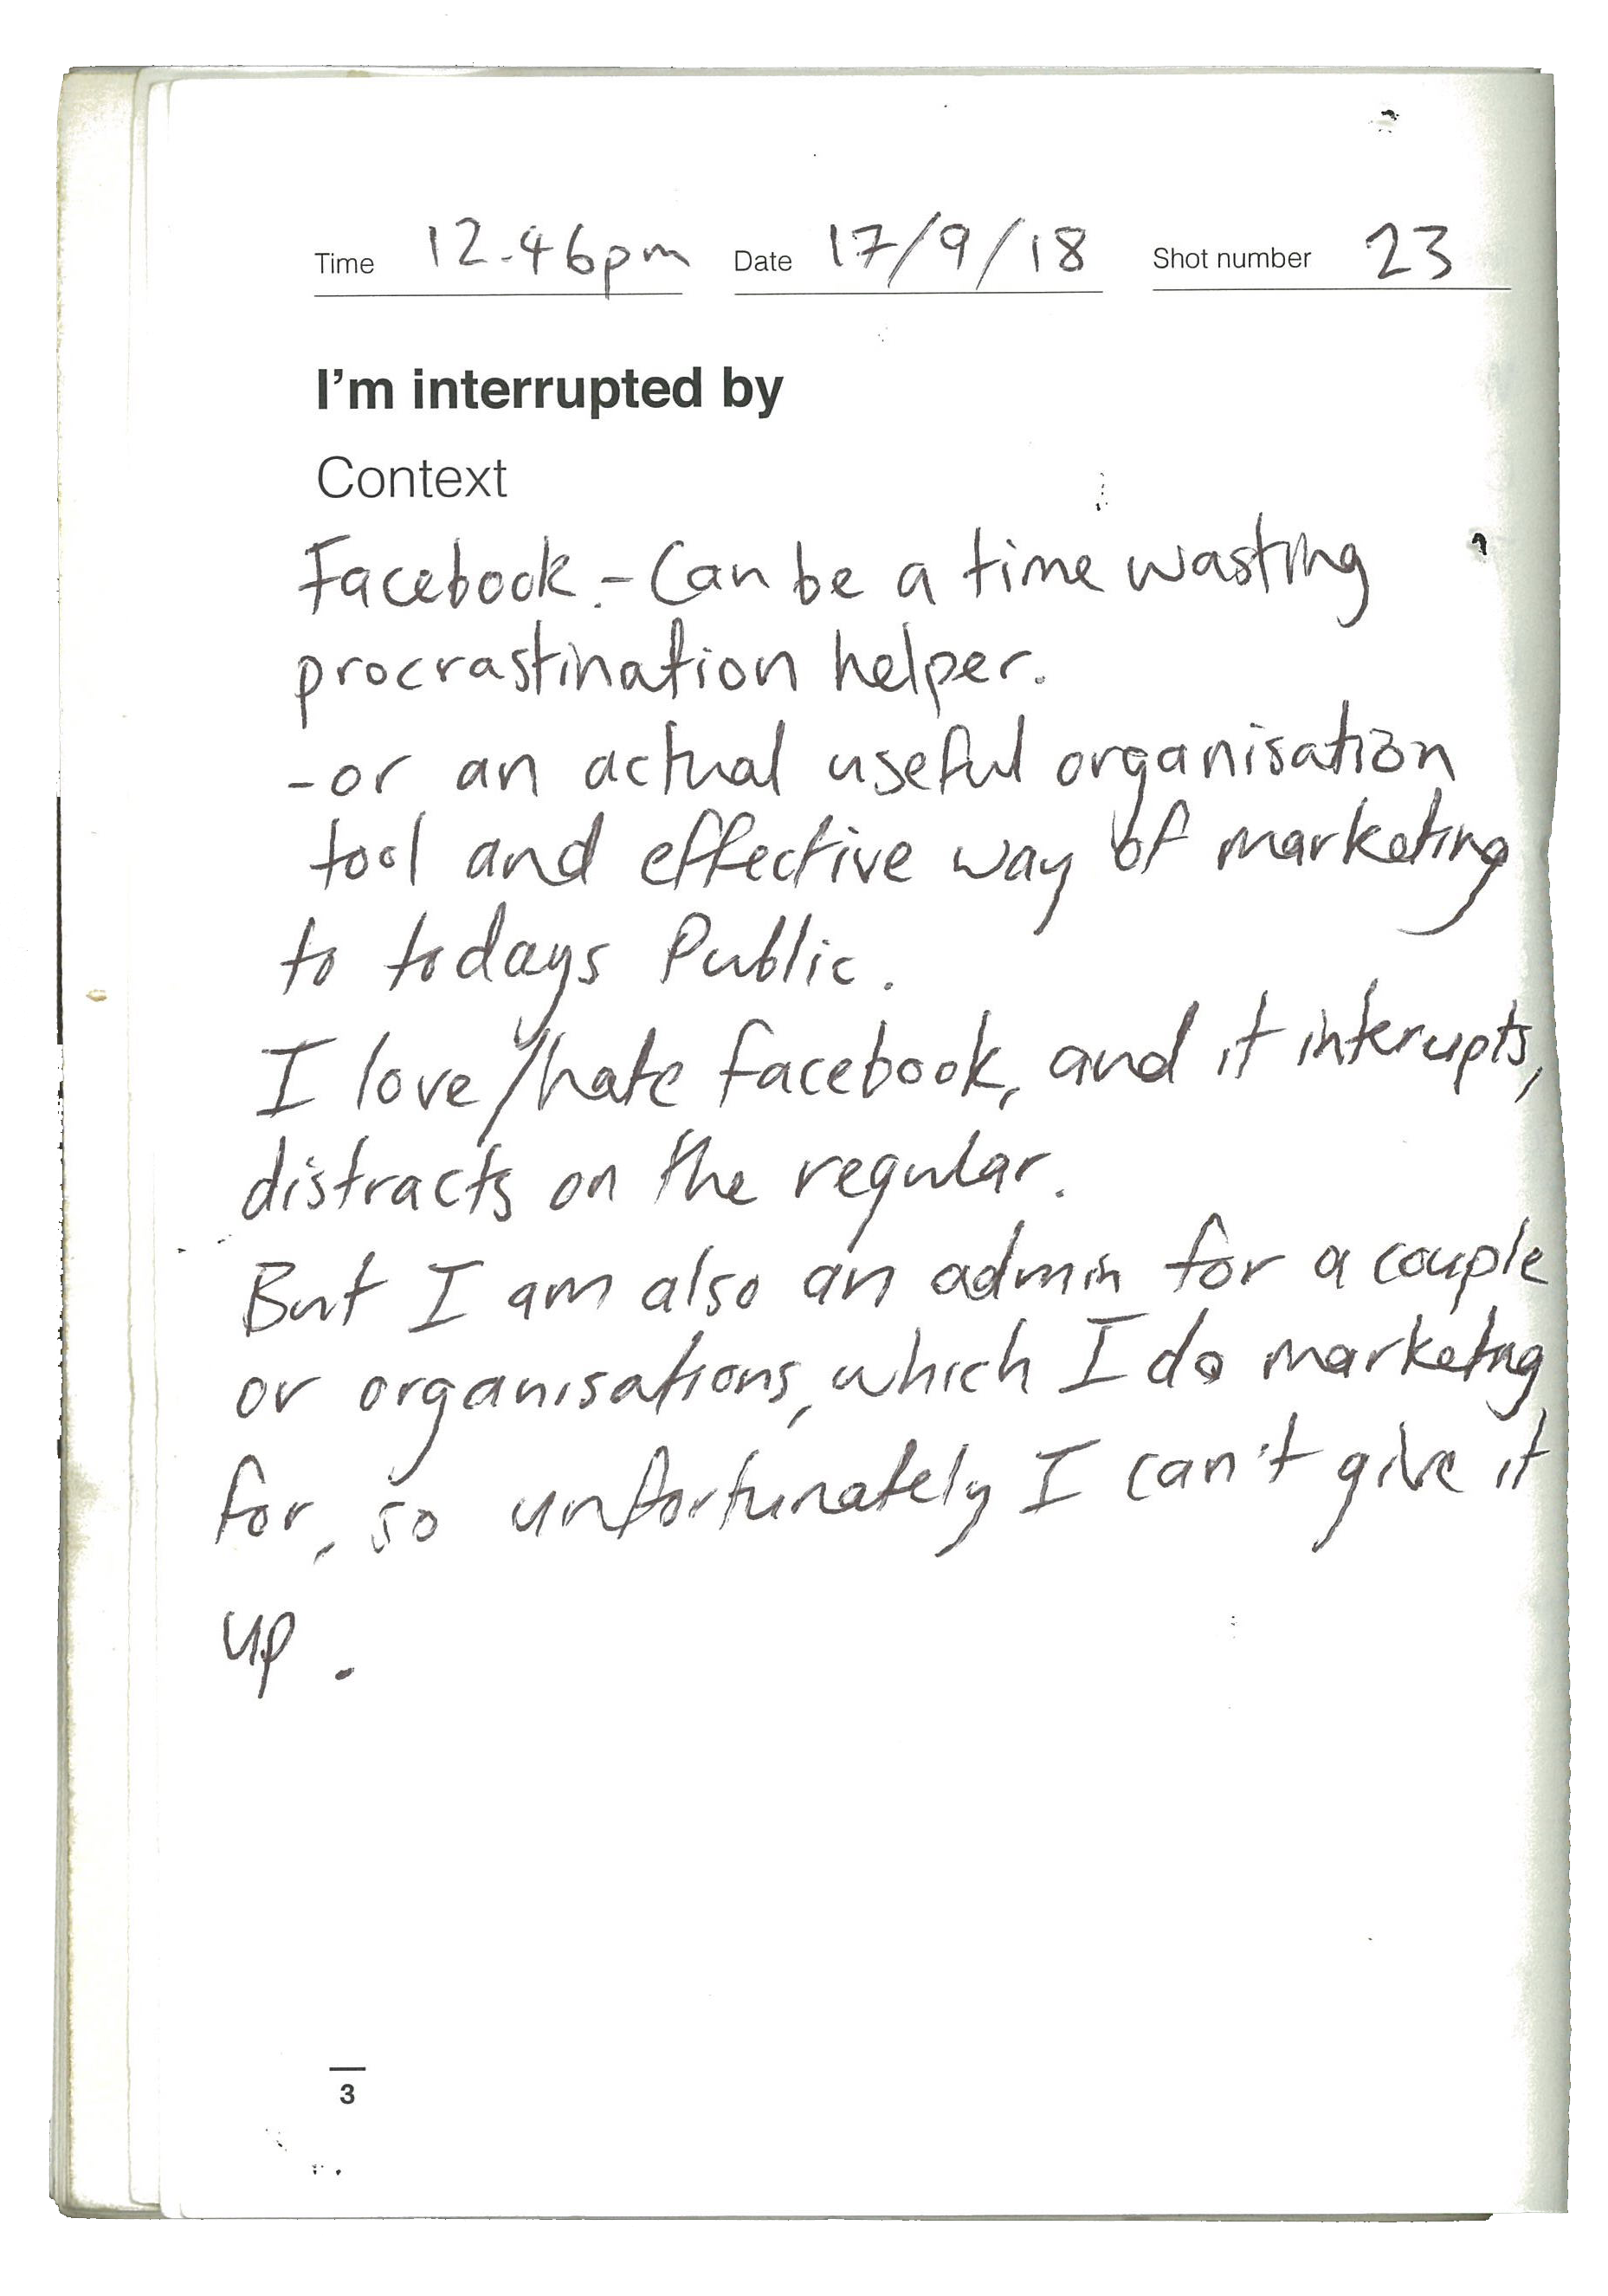 Time 12.46pm Date 17/9/18 Shot number 23
I'm interrupted by
Context
Facebook.- Can be a time wasting
procrastination helper.
-or an actual useful organisation
tool and effective way of marketing
to todays Public.
I love/hate facebook, and it interupts,
distracts on the regular.
But I am also an admin for a couple
or organisations, which I do marketing
for, so unfortunately I can't give it
up.
3